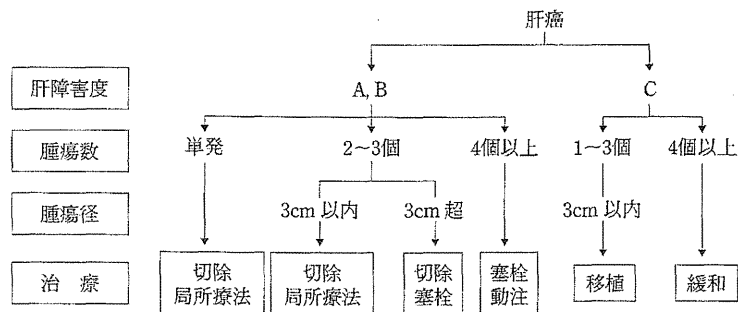 肝癌
肝障害度
A, B
C
腫瘍数
単発
2～3個
4個以上
1～3個
4個以上
腫瘍径
3cm 以内
3cm 超
3cm 以内
治 療
切除
局所療法
切除
局所療法
切除
塞栓
塞栓
動注
移植
緩和